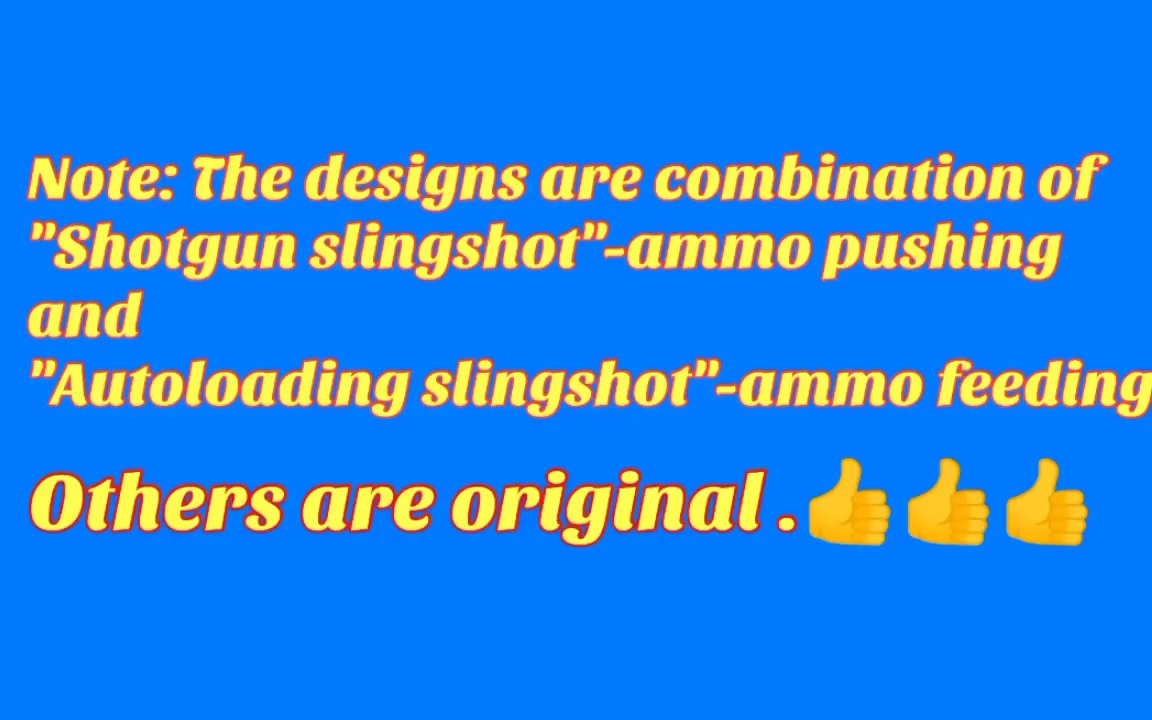 Note: The designs are combination of
"Shotgun slingshot"-ammo pushing
and
"Autoloading slingshot"-ammo feeding
Others are original .👍👍👍